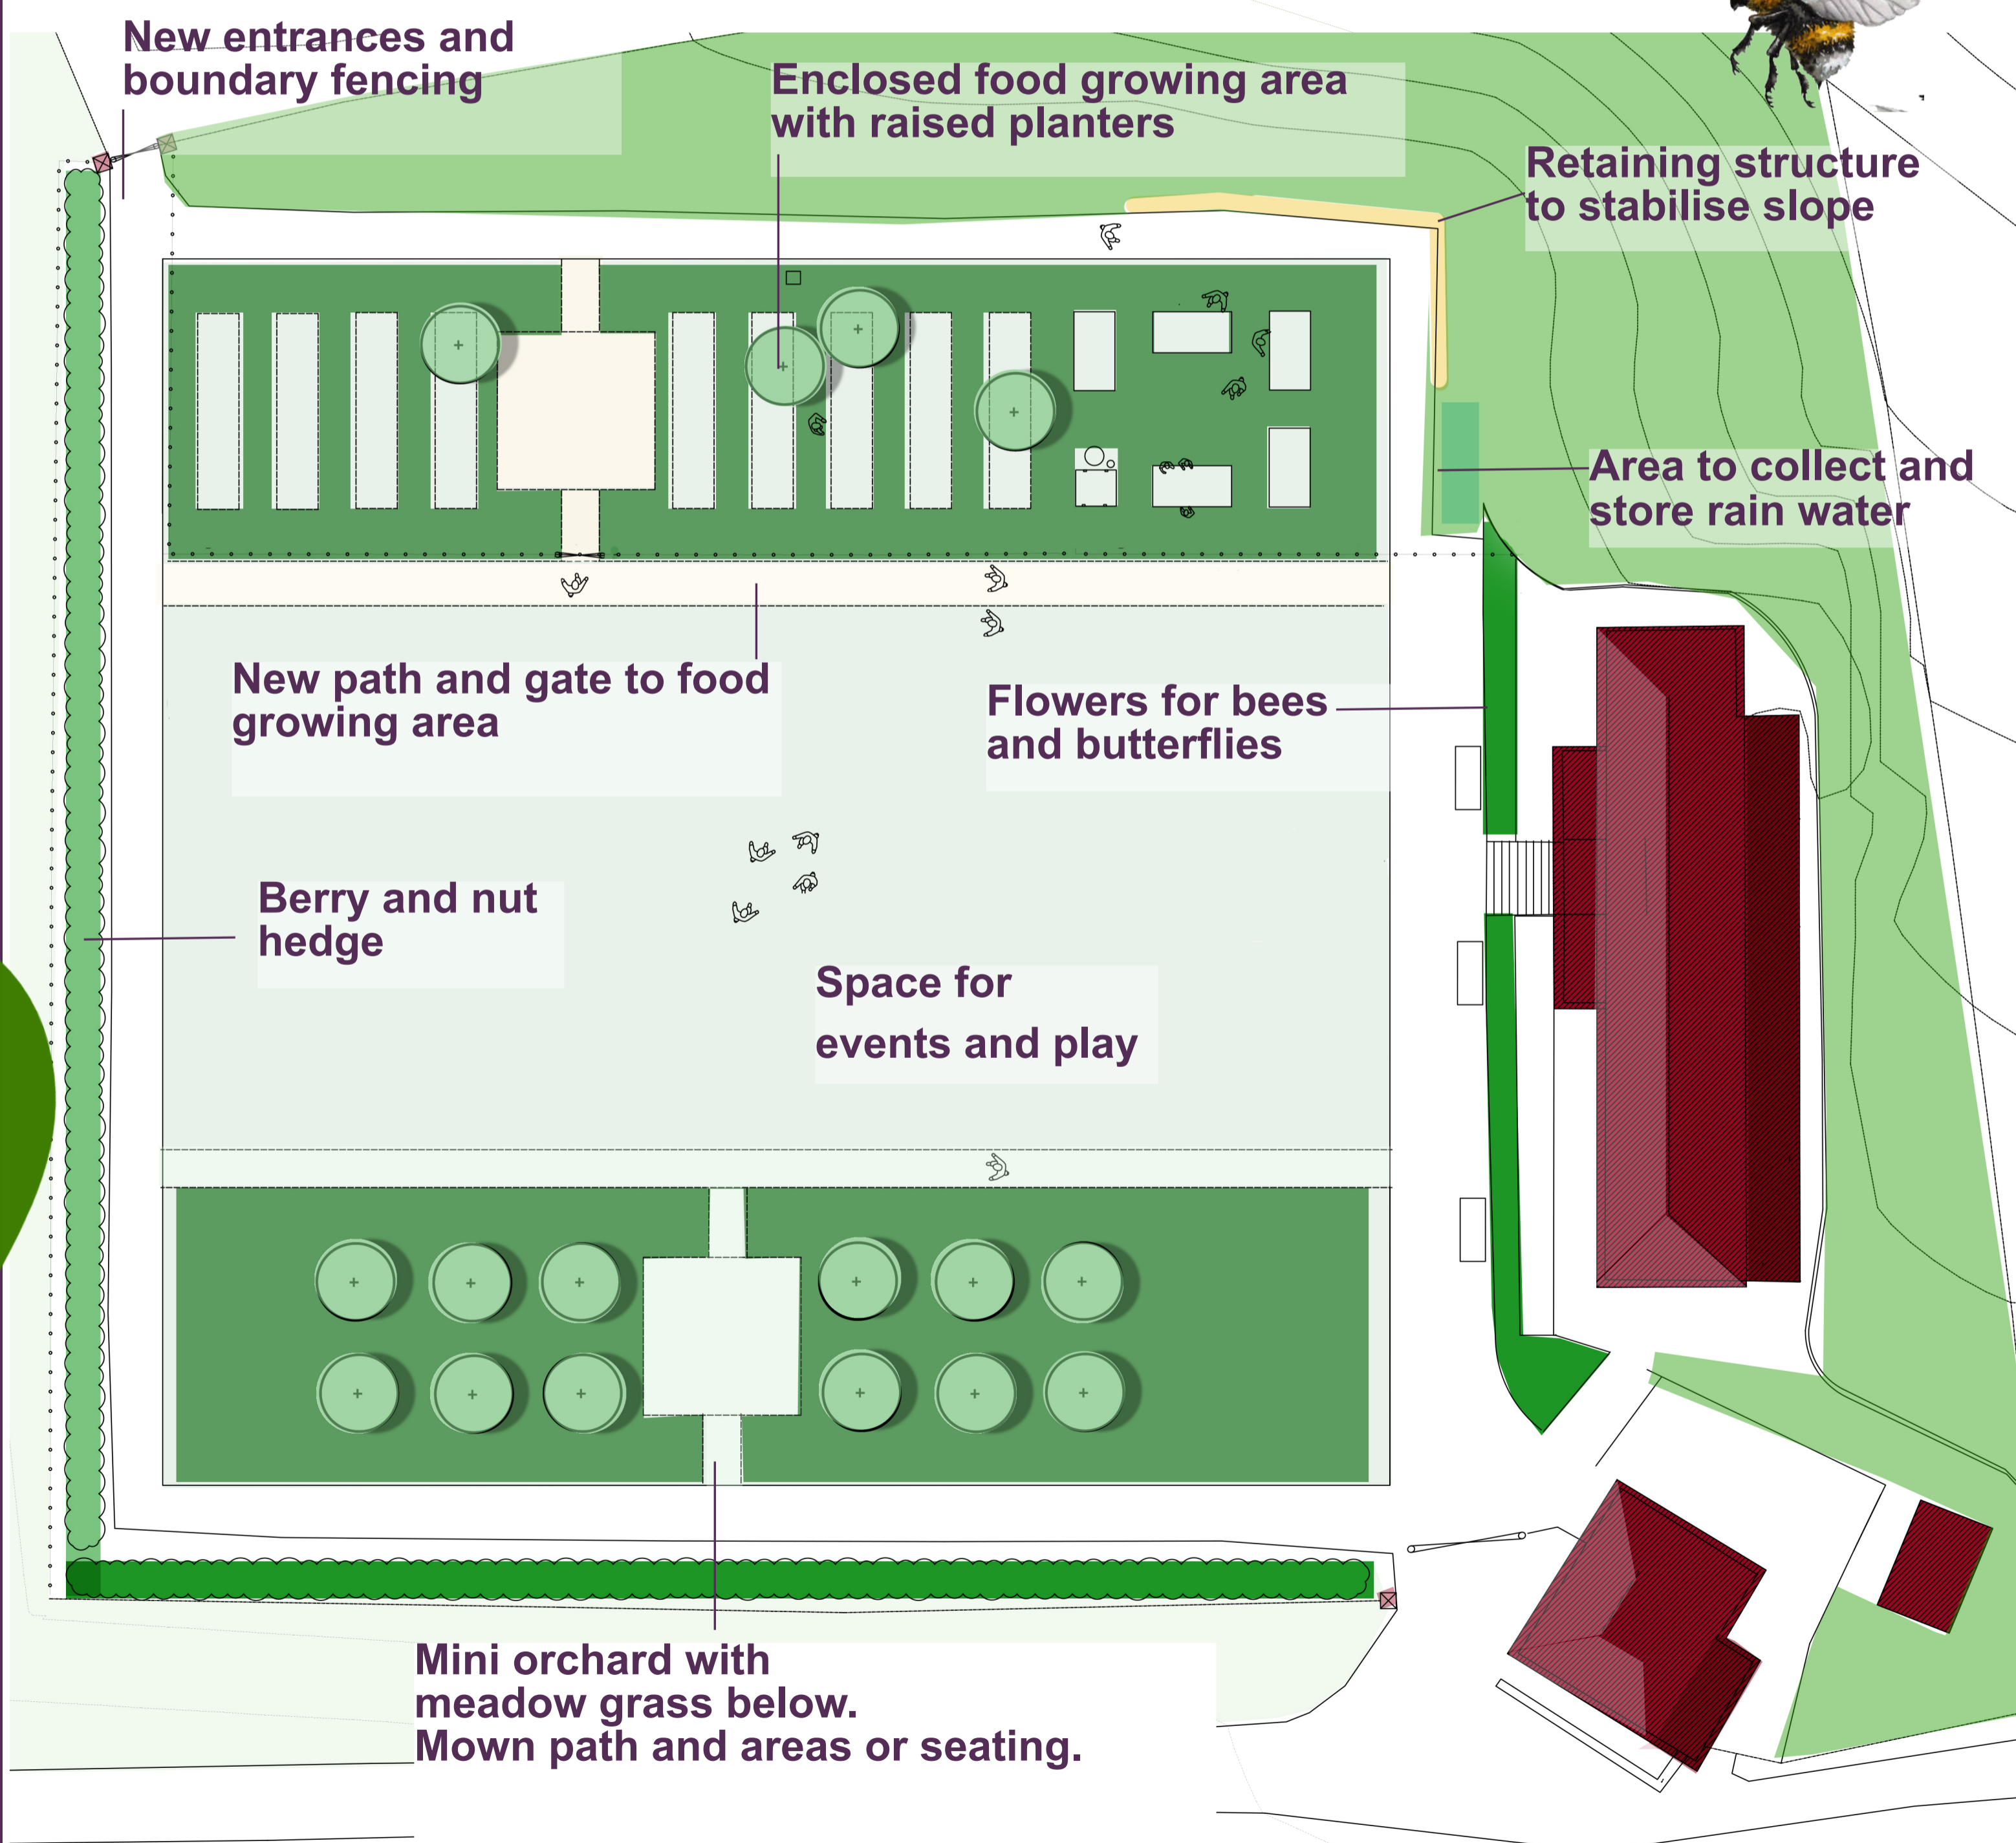 New entrances and
boundary fencing
Enclosed food growing area
with raised planters
Retaining structure
to stabilise slope
Area to collect and
store rain water
New path and gate to food
growing area
Flowers for bees
and butterflies
Berry and nut
hedge
Space for
events and play
Mini orchard with
meadow grass below.
Mown path and areas or seating.